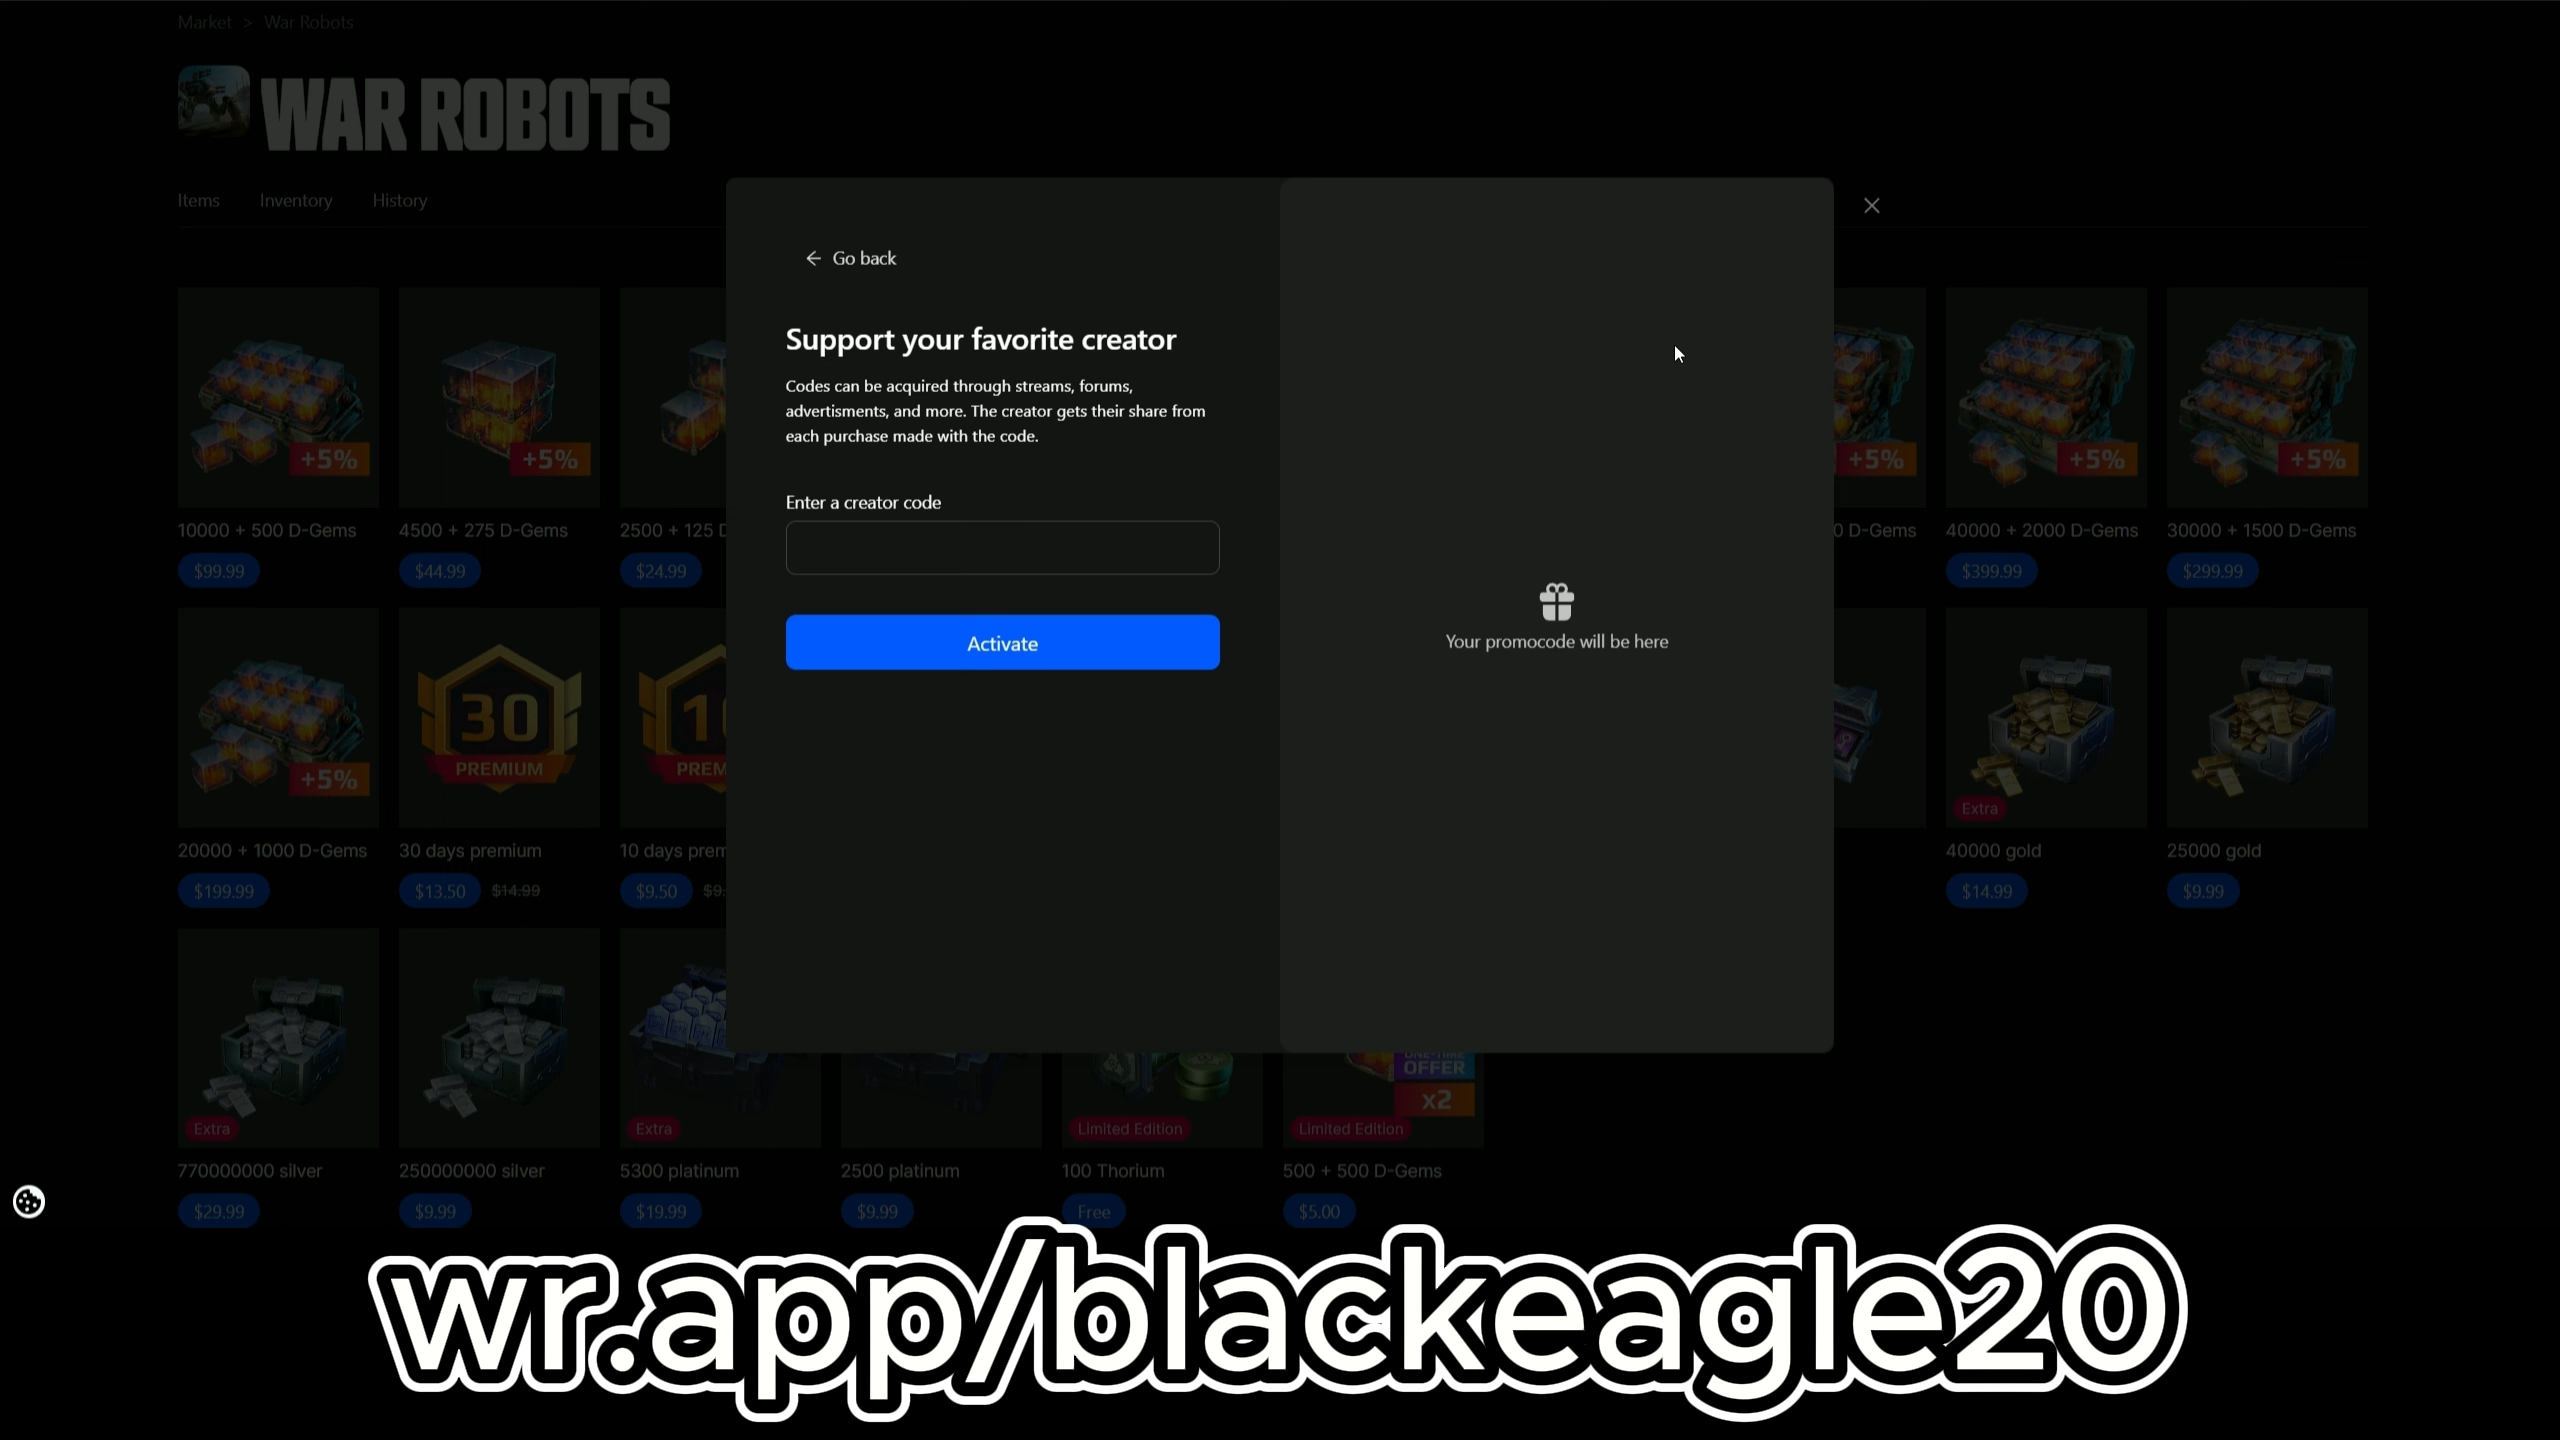 Market > War Robots
WAR ROBOTS
Items Inventory History
Go back
Support your favorite creator
Codes can be acquired through streams, forums,
advertisments, and more. The creator gets their share from
each purchase made with the code.
Enter a creator code
Activate
Your promocode will be here
+5% +5% +5% +5% +5%
10000 + 500 D-Gems 4500 + 275 D-Gems 2500 + 125 0 D-Gems 40000 + 2000 D-Gems 30000 + 1500 D-Gems
$99.99 $44.99 $24.99 $399.99 $299.99
+5% 30 PREMIUM
Extra
20000 + 1000 D-Gems 30 days premium 10 days 40000 gold 25000 gold
$199.99 $13.50 $14.99 $9.50 $14.99 $9.99
OFFER
x2
Extra Extra Limited Edition Limited Edition
770000000 silver 250000000 silver 5300 platinum 2500 platinum 100 Thorium 500 + 500 D-Gems
$29.99 $9.99 $19.99 $9.99 Free $5.00
wr.app/blackeagle20